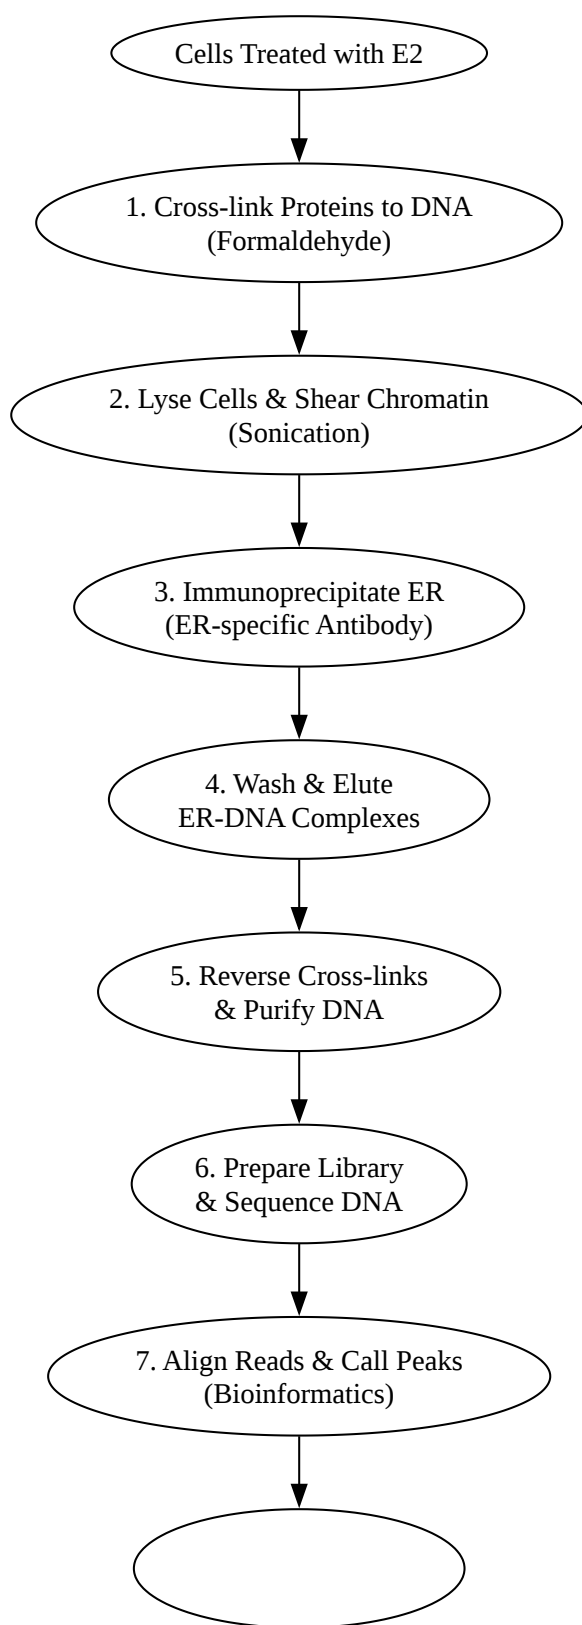 Cells Treated with E2
1. Cross-link Proteins to DNA
(Formaldehyde)
2. Lyse Cells & Shear Chromatin
(Sonication)
3. Immunoprecipitate ER
(ER-specific Antibody)
4. Wash & Elute
ER-DNA Complexes
5. Reverse Cross-links
& Purify DNA
6. Prepare Library
& Sequence DNA
7. Align Reads & Call Peaks
(Bioinformatics)